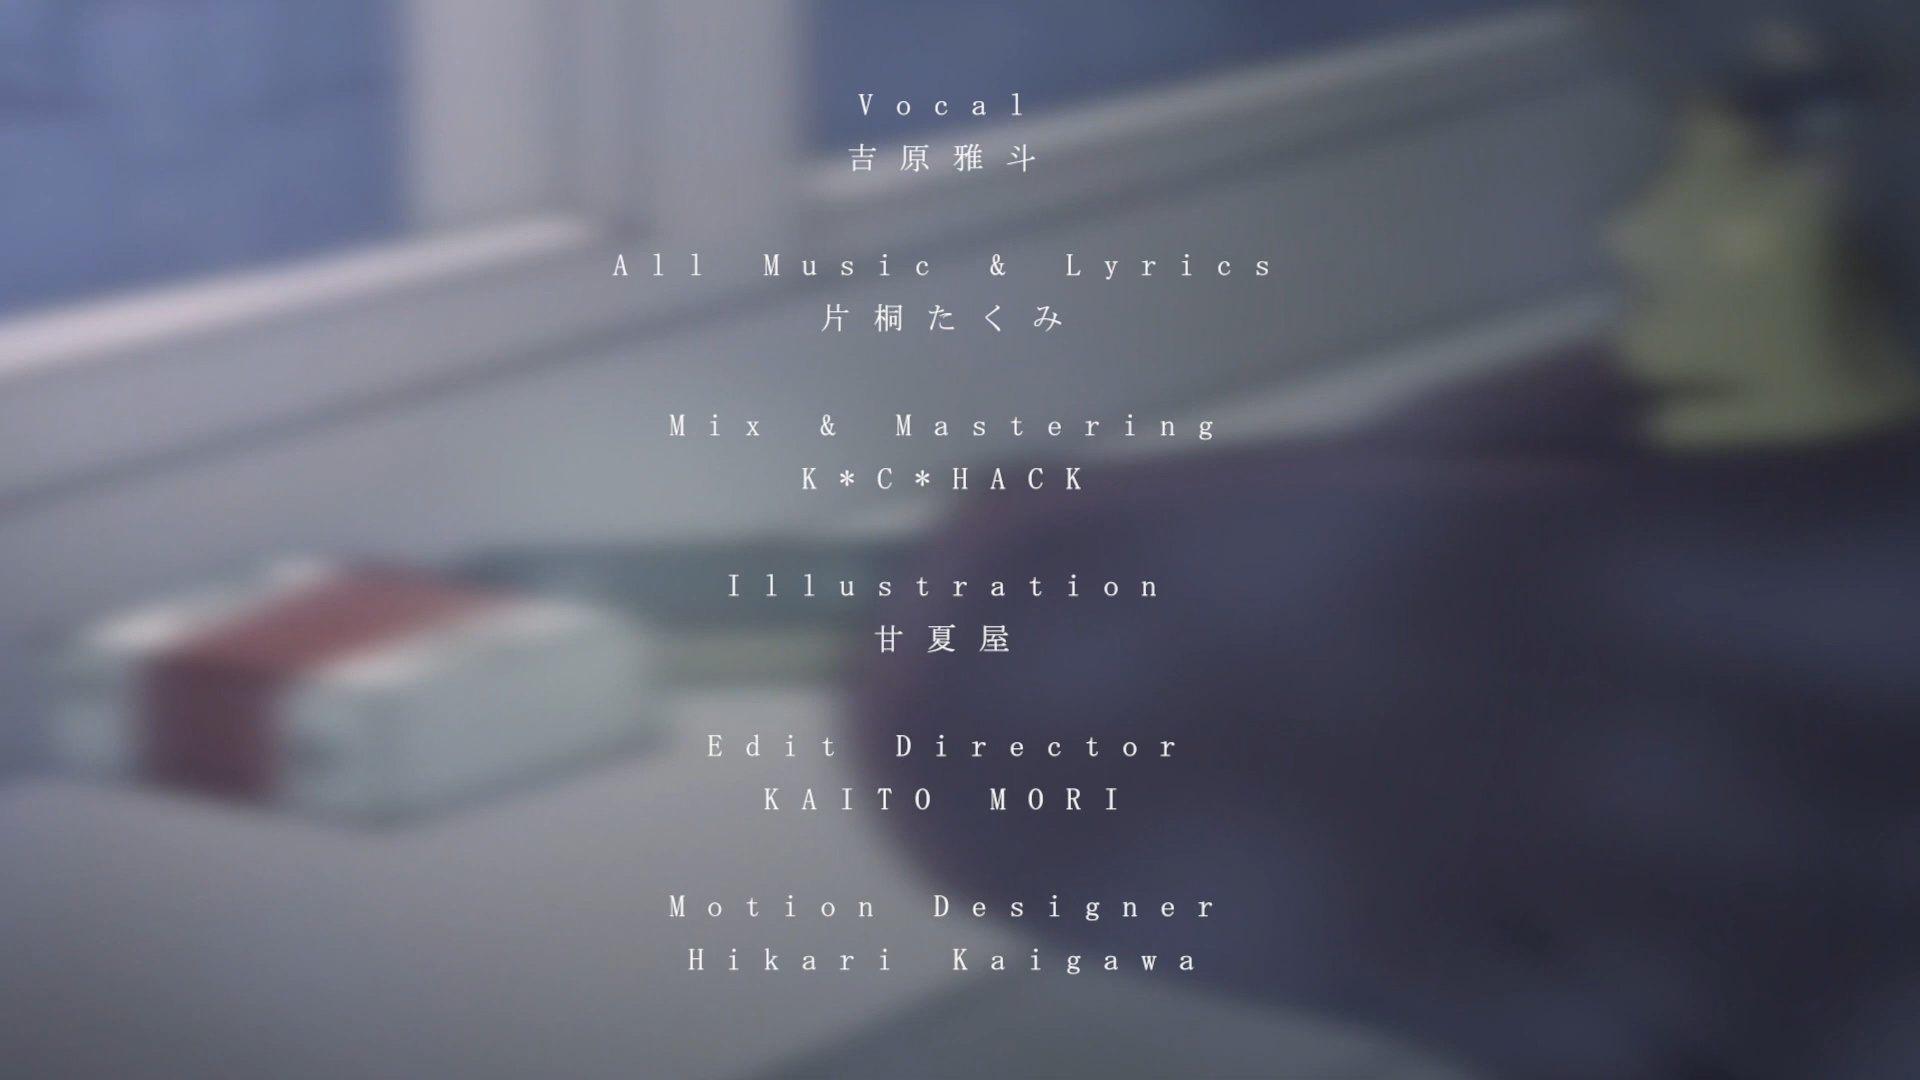 Vocal
吉原雅斗
All Music & Lyrics
片桐たくみ
Mix & Mastering
K*C*HACK
Illustration
甘夏屋
Edit Director
KAITO MORI
Motion Designer
Hikari Kaigawa